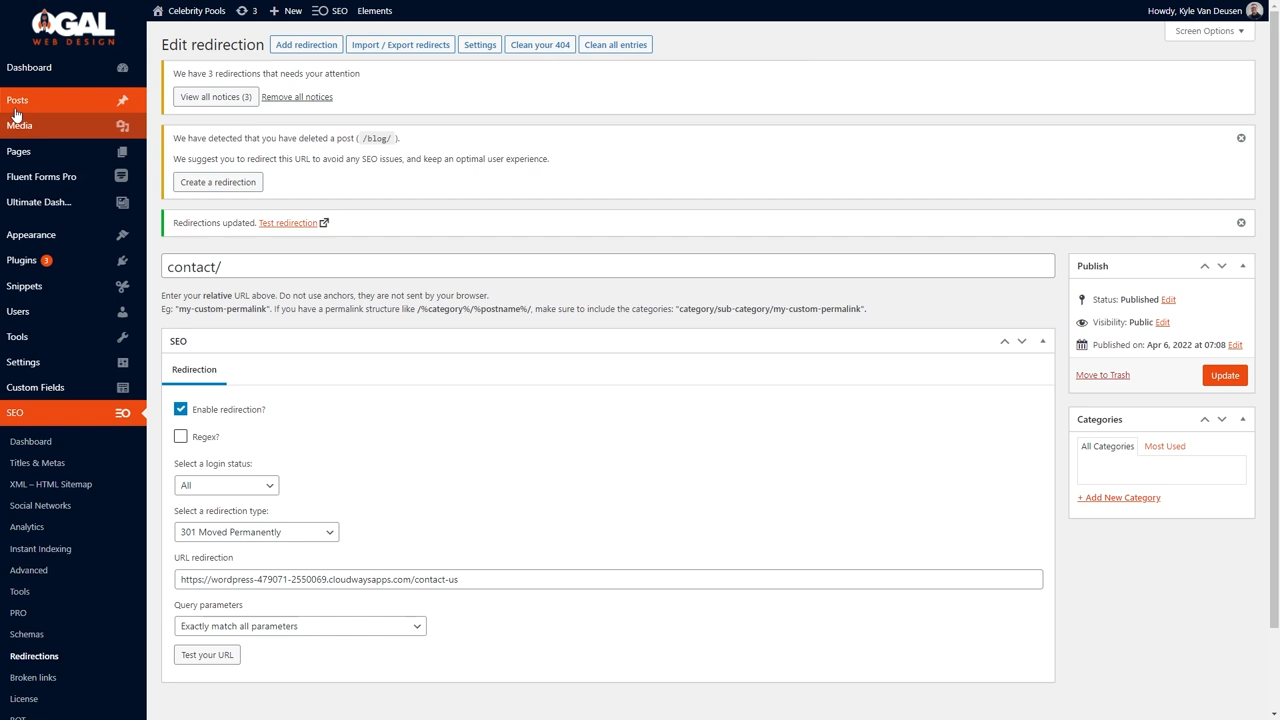 Celebrity Pools 3 + New SEO Elements
Howdy, Kyle Van Deusen
OGAL
WEB DESIGN
Dashboard
Posts
Media
Pages
Fluent Forms Pro
Ultimate Dash...
Appearance
Plugins 3
Snippets
Users
Tools
Settings
Custom Fields
SEO
Dashboard
Titles & Metas
XML – HTML Sitemap
Social Networks
Analytics
Instant Indexing
Advanced
Tools
PRO
Schemas
Redirections
Broken links
License
Edit redirection Add redirection Import / Export redirects Settings Clean your 404 Clean all entries
Screen Options ▼
We have 3 redirections that needs your attention
View all notices (3) Remove all notices
We have detected that you have deleted a post ( /blog/ ).
We suggest you to redirect this URL to avoid any SEO issues, and keep an optimal user experience.
Create a redirection
Redirections updated. Test redirection
contact/
Enter your relative URL above. Do not use anchors, they are not sent by your browser.
Eg: "my-custom-permalink". If you have a permalink structure like /%category%/%postname%/, make sure to include the categories: "category/sub-category/my-custom-permalink".
SEO
Redirection
Enable redirection?
Regex?
Select a login status:
All
Select a redirection type:
301 Moved Permanently
URL redirection
https://wordpress-479071-2550069.cloudwaysapps.com/contact-us
Query parameters
Exactly match all parameters
Test your URL
Publish
Status: Published Edit
Visibility: Public Edit
Published on: Apr 6, 2022 at 07:08 Edit
Move to Trash Update
Categories
All Categories Most Used
+ Add New Category